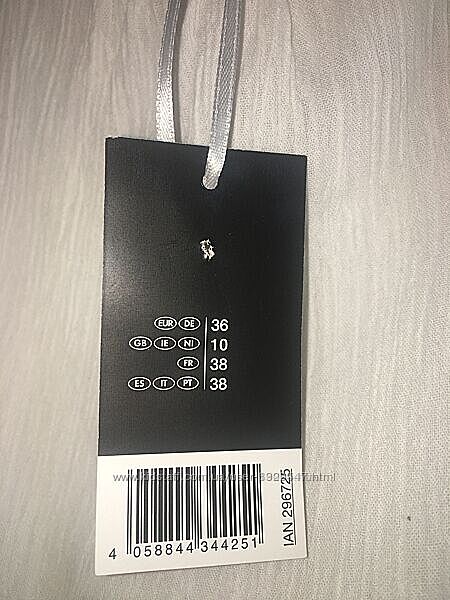 EUR DE 36
GB IE NI 10
FR 38
ES IT PT 38
4 058844 344251
IAN 296725